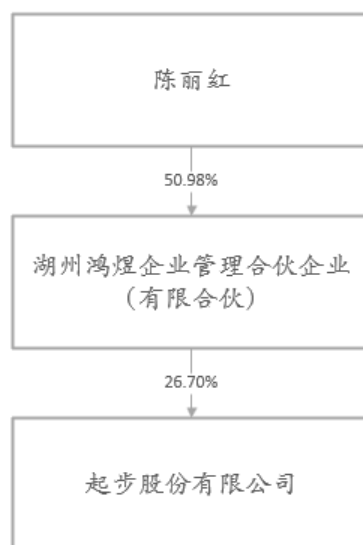 陈丽红
50.98%
湖州鸿煜企业管理合伙企业
（有限合伙）
26.70%
起步股份有限公司